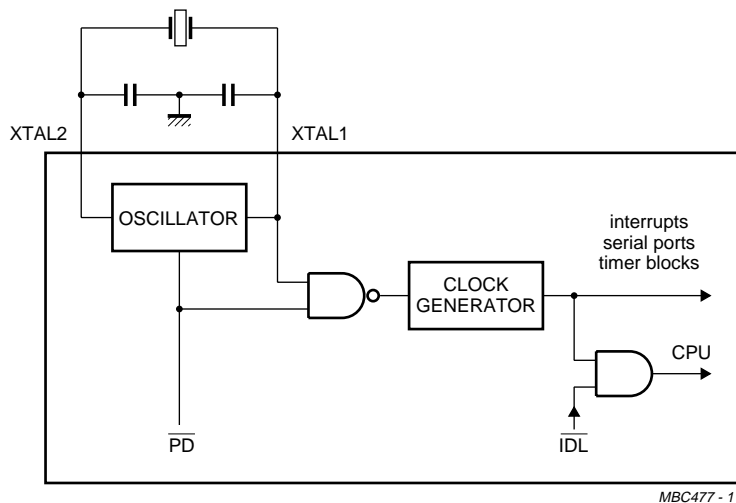 XTAL2
XTAL1
OSCILLATOR
interrupts
serial ports
timer blocks
CLOCK
GENERATOR
CPU
PD
IDL
MBC477 - 1